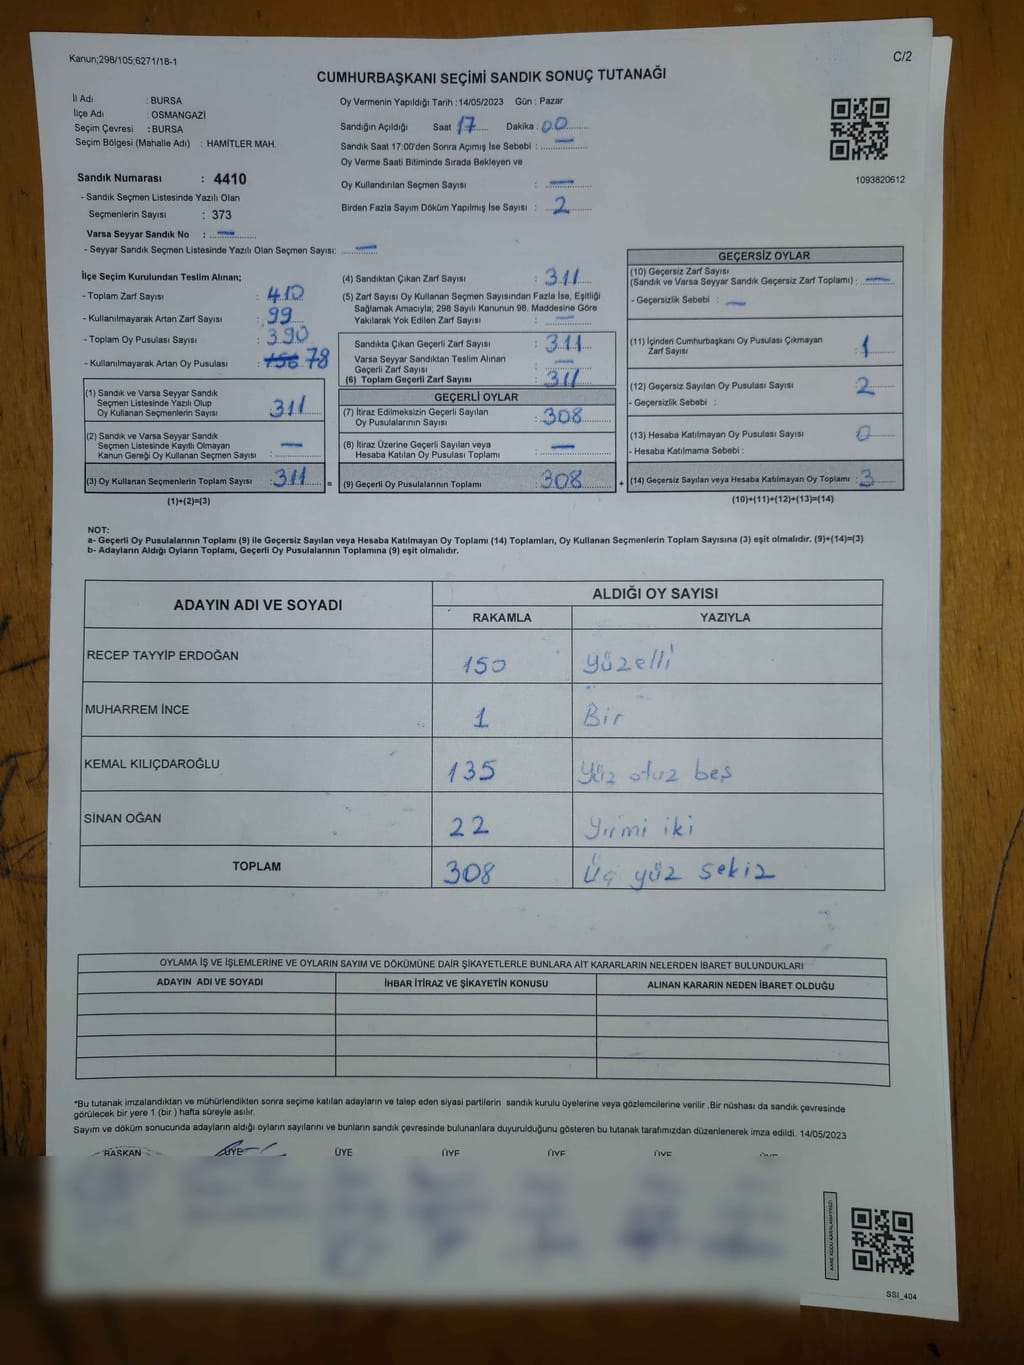 Kanun;298/105;6271/18-1
C/2
CUMHURBAŞKANI SEÇİMİ SANDIK SONUÇ TUTANAĞI
İl Adı : BURSA
İlçe Adı : OSMANGAZİ
Seçim Çevresi : BURSA
Seçim Bölgesi (Mahalle Adı) : HAMİTLER MAH.
Sandık Numarası : 4410
- Sandık Seçmen Listesinde Yazılı Olan
Seçmenlerin Sayısı : 373
Varsa Seyyar Sandık No : —
- Seyyar Sandık Seçmen Listesinde Yazılı Olan Seçmen Sayısı: —
Oy Vermenin Yapıldığı Tarih : 14/05/2023 Gün : Pazar
Sandığın Açıldığı Saat 17 Dakika : 00
Sandık Saat 17:00'den Sonra Açımış İse Sebebi : —
Oy Verme Saati Bitiminde Sırada Bekleyen ve
Oy Kullandırılan Seçmen Sayısı : —
Birden Fazla Sayım Döküm Yapılmış İse Sayısı : 2
1093820612
İlçe Seçim Kurulundan Teslim Alınan;
- Toplam Zarf Sayısı : 410
- Kullanılmayarak Artan Zarf Sayısı : 99
- Toplam Oy Pusulası Sayısı : 390
- Kullanılmayarak Artan Oy Pusulası : 156 78
(1) Sandık ve Varsa Seyyar Sandık
Seçmen Listesinde Yazılı Olup
Oy Kullanan Seçmenlerin Sayısı : 311
(2) Sandık ve Varsa Seyyar Sandık
Seçmen Listesinde Kayıtlı Olmayan
Kanun Gereği Oy Kullanan Seçmen Sayısı : —
(3) Oy Kullanan Seçmenlerin Toplam Sayısı : 311 =
(1)+(2)=(3)
(4) Sandıktan Çıkan Zarf Sayısı : 311
(5) Zarf Sayısı Oy Kullanan Seçmen Sayısından Fazla İse, Eşitliği
Sağlamak Amacıyla; 298 Sayılı Kanunun 98. Maddesine Göre
Yakılarak Yok Edilen Zarf Sayısı : —
Sandıkta Çıkan Geçerli Zarf Sayısı : 311
Varsa Seyyar Sandıktan Teslim Alınan
Geçerli Zarf Sayısı : —
(6) Toplam Geçerli Zarf Sayısı : 311
GEÇERLİ OYLAR
(7) İtiraz Edilmeksizin Geçerli Sayılan
Oy Pusulalarının Sayısı : 308
(8) İtiraz Üzerine Geçerli Sayılan veya
Hesaba Katılan Oy Pusulası Toplamı : —
(9) Geçerli Oy Pusulalarının Toplamı : 308 +
GEÇERSİZ OYLAR
(10) Geçersiz Zarf Sayısı
(Sandık ve Varsa Seyyar Sandık Geçersiz Zarf Toplamı) : —
- Geçersizlik Sebebi : —
(11) İçinden Cumhurbaşkanı Oy Pusulası Çıkmayan
Zarf Sayısı : 1
(12) Geçersiz Sayılan Oy Pusulası Sayısı : 2
- Geçersizlik Sebebi :
(13) Hesaba Katılmayan Oy Pusulası Sayısı : 0
- Hesaba Katılmama Sebebi :
(14) Geçersiz Sayılan veya Hesaba Katılmayan Oy Toplamı : 3
(10)+(11)+(12)+(13)=(14)
NOT:
a- Geçerli Oy Pusulalarının Toplamı (9) ile Geçersiz Sayılan veya Hesaba Katılmayan Oy Toplamı (14) Toplamları, Oy Kullanan Seçmenlerin Toplam Sayısına (3) eşit olmalıdır. (9)+(14)=(3)
b- Adayların Aldığı Oyların Toplamı, Geçerli Oy Pusulalarının Toplamına (9) eşit olmalıdır.
ADAYIN ADI VE SOYADI ALDIĞI OY SAYISI
RAKAMLA YAZIYLA
RECEP TAYYİP ERDOĞAN 150 yüzelli
MUHARREM İNCE 1 Bir
KEMAL KILIÇDAROĞLU 135 Yüz otuz beş
SİNAN OĞAN 22 Yirmi iki
TOPLAM 308 Üç yüz sekiz
OYLAMA İŞ VE İŞLEMLERİNE VE OYLARIN SAYIM VE DÖKÜMÜNE DAİR ŞİKAYETLERLE BUNLARA AİT KARARLARIN NELERDEN İBARET BULUNDUKLARI
ADAYIN ADI VE SOYADI İHBAR İTİRAZ VE ŞİKAYETİN KONUSU ALINAN KARARIN NEDEN İBARET OLDUĞU
*Bu tutanak imzalandıktan ve mühürlendikten sonra seçime katılan adayların ve talep eden siyasi partilerin sandık kurulu üyelerine veya gözlemcilerine verilir .Bir nüshası da sandık çevresinde
görülecek bir yere 1 (bir ) hafta süreyle asılır.
Sayım ve döküm sonucunda adayların aldığı oyların sayılarını ve bunların sandık çevresinde bulunanlara duyurulduğunu gösteren bu tutanak tarafımızdan düzenlenerek imza edildi. 14/05/2023
BAŞKAN ÜYE ÜYE ÜYE ÜYE ÜYE
SSİ_404